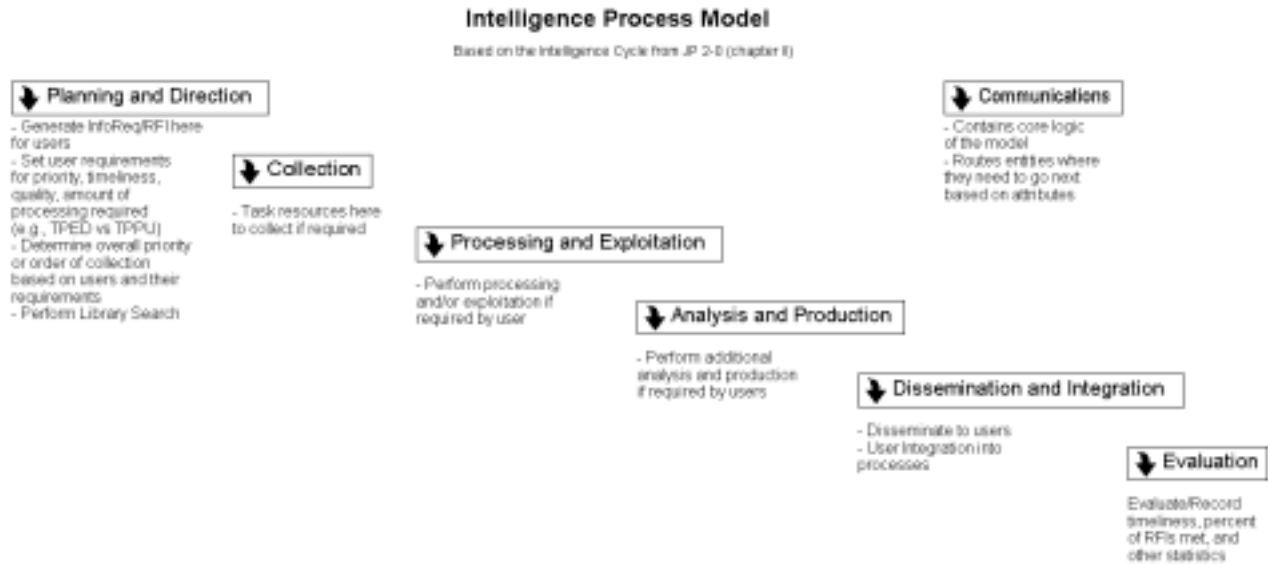 Intelligence Process Model
Based on the Intelligence Cycle from JP 2-0 (chapter II)
Planning and Direction
- Generate InfoReq/RFI here
for users
- Set user requirements
for priority, timeliness,
quality, amount of
processing required
(e.g., TPED vs TPPU)
- Determine overall priority
or order of collection
based on users and their
requirements
- Perform Library Search
Collection
- Task resources here
to collect if required
Processing and Exploitation
- Perform processing
and/or exploitation if
required by user
Analysis and Production
- Perform additional
analysis and production
if required by users
Dissemination and Integration
- Disseminate to users
- User Integration into
processes
Evaluation
Evaluate/Record
timeliness, percent
of RFIs met, and
other statistics
Communications
- Contains core logic
of the model
- Routes entities where
they need to go next
based on attributes